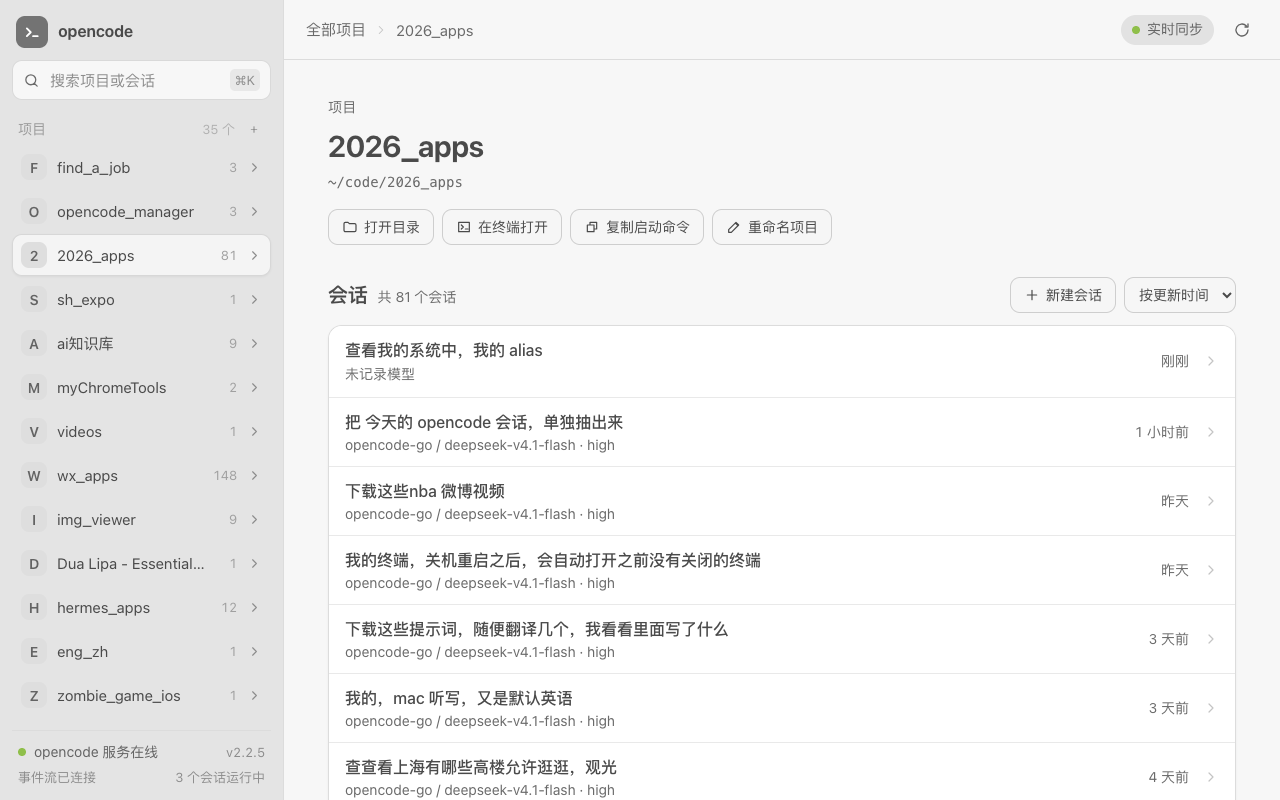 opencode
搜索项目或会话 ⌘K
项目 35 个 +
F find_a_job 3
O opencode_manager 3
2 2026_apps 81
S sh_expo 1
A ai知识库 9
M myChromeTools 2
V videos 1
W wx_apps 148
I img_viewer 9
D Dua Lipa - Essential... 1
H hermes_apps 12
E eng_zh 1
Z zombie_game_ios 1
opencode 服务在线 v2.2.5
事件流已连接 3 个会话运行中
全部项目 2026_apps 实时同步
项目
2026_apps
~/code/2026_apps
打开目录 在终端打开 复制启动命令 重命名项目
会话 共 81 个会话 新建会话 按更新时间
查看我的系统中，我的 alias
未记录模型
刚刚
把 今天的 opencode 会话，单独抽出来
opencode-go / deepseek-v4.1-flash · high
1 小时前
下载这些nba 微博视频
opencode-go / deepseek-v4.1-flash · high
昨天
我的终端，关机重启之后，会自动打开之前没有关闭的终端
opencode-go / deepseek-v4.1-flash · high
昨天
下载这些提示词，随便翻译几个，我看看里面写了什么
opencode-go / deepseek-v4.1-flash · high
3 天前
我的，mac 听写，又是默认英语
opencode-go / deepseek-v4.1-flash · high
3 天前
查查看上海有哪些高楼允许逛逛，观光
opencode-go / deepseek-v4.1-flash · high
4 天前